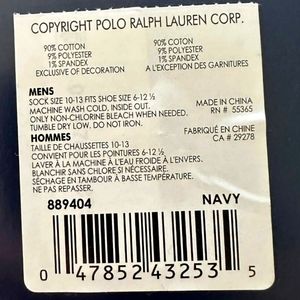 COPYRIGHT POLO RALPH LAUREN CORP.
90% COTTON
9% POLYESTER
1% SPANDEX
EXCLUSIVE OF DECORATION
90% COTTON
9% POLYESTER
1% SPANDEX
A L'EXCEPTION DES GARNITURES
MENS
SOCK SIZE 10-13 FITS SHOE SIZE 6-12 ½
MACHINE WASH COLD, INSIDE OUT.
ONLY NON-CHLORINE BLEACH WHEN NEEDED.
TUMBLE DRY LOW. DO NOT IRON.
MADE IN CHINA
RN # 55365
HOMMES
TAILLE DE CHAUSSETTES 10-13
CONVIENT POUR LES POINTURES 6-12 ½
LAVER A LA MACHINE A L'EAU FROIDE A L'ENVERS.
BLANCHIR SANS CHLORE SI NÉCESSAIRE.
SÉCHAGE EN TAMBOUR À BASSE TEMPÉRATURE.
NE PAS REPASSER.
FABRIQUÉ EN CHINE
CA # 29278
889404 NAVY
0 47852 43253 5